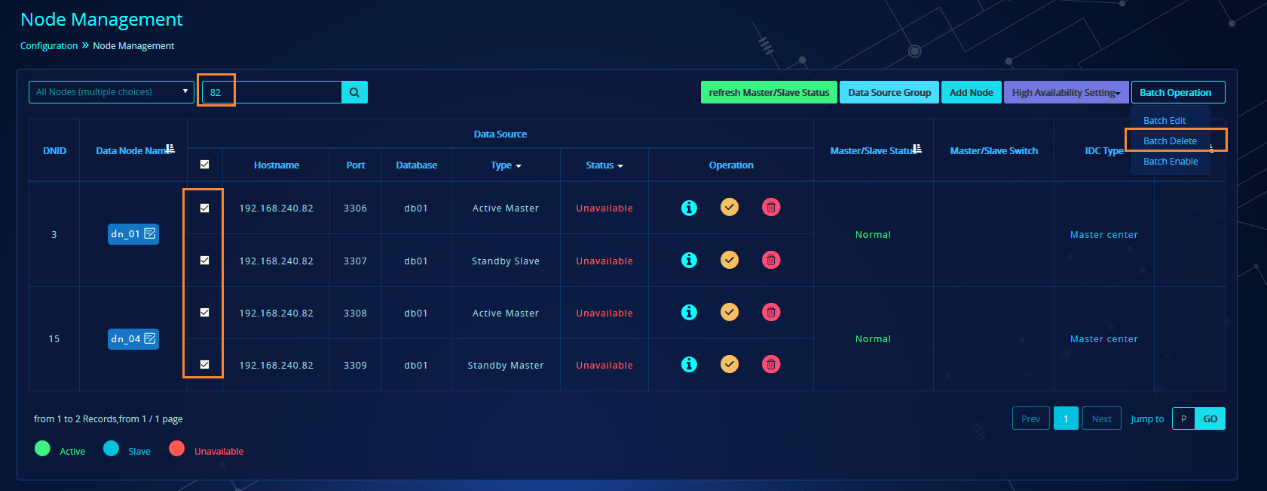 Node Management
Configuration » Node Management
All Nodes (multiple choices)
82
refresh Master/Slave Status
Data Source Group
Add Node
High Availability Setting
Batch Operation
Batch Edit
Batch Delete
Batch Enable
DNID
Data Node Name
Data Source
Master/Slave Status
Master/Slave Switch
IDC Type
Hostname
Port
Database
Type
Status
Operation
3
dn_01
192.168.240.82 3306 db01 Active Master Unavailable
Normal
Master center
192.168.240.82 3307 db01 Standby Slave Unavailable
15
dn_04
192.168.240.82 3308 db01 Active Master Unavailable
Normal
Master center
192.168.240.82 3309 db01 Standby Master Unavailable
from 1 to 2 Records,from 1 / 1 page
Prev
1
Next
Jump to
P
GO
Active
Slave
Unavailable